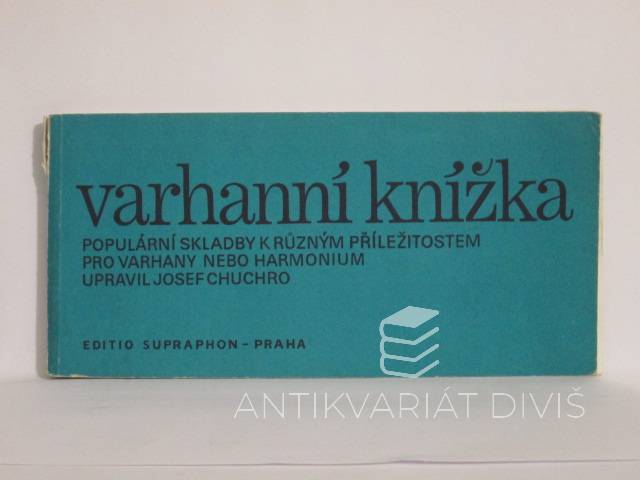 varhanní knížka
POPULÁRNÍ SKLADBY K RŮZNÝM PŘÍLEŽITOSTEM
PRO VARHANY NEBO HARMONIUM
UPRAVIL JOSEF CHUCHRO
EDITIO SUPRAPHON – PRAHA
ANTIKVARIÁT DIVIŠ